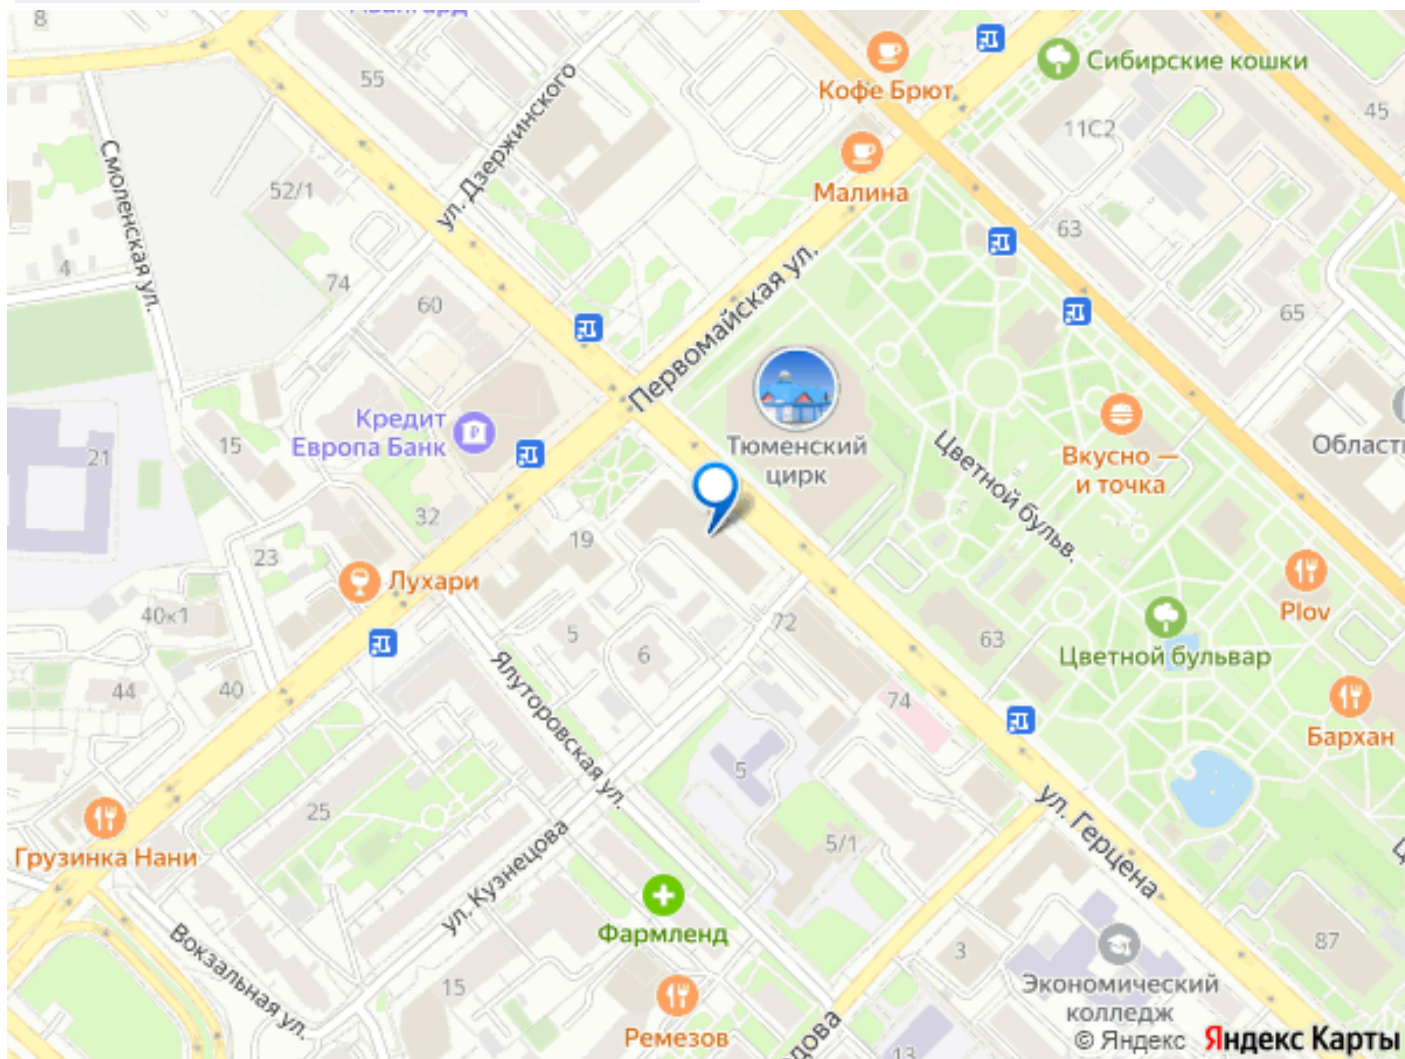 8
Авангард
55
Кофе Брют
Сибирские кошки
45
11С2
ул. Дзержинского
Смоленская ул.
52/1
Малина
63
4
74
60
Первомайская ул.
65
Кредит
Европа Банк
15
21
Тюменский
цирк
Цветной бульв.
Вкусно —
и точка
Област
32
19
23
Лухари
Plov
40к1
5
6
72
63
Цветной бульвар
44
40
Ялуторовская ул.
74
Бархан
5
25
ул. Герцена
5/1
Грузинка Нани
ул. Кузнецова
Фармленд
Вокзальная ул.
3
87
15
Экономический
колледж
Ремезов
дова
13
© Яндекс Яндекс Карты